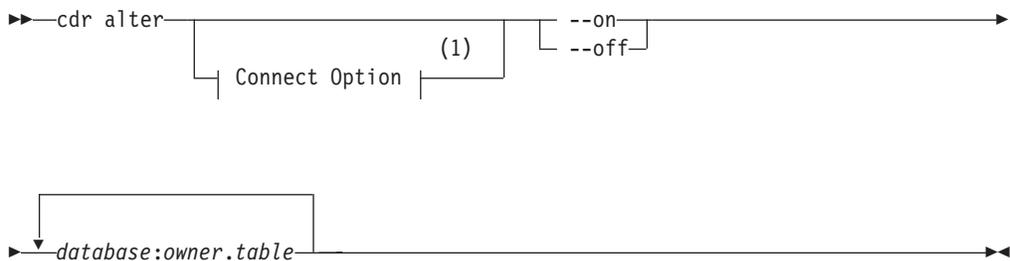 cdr alter --on
--off
(1)
Connect Option
database:owner.table